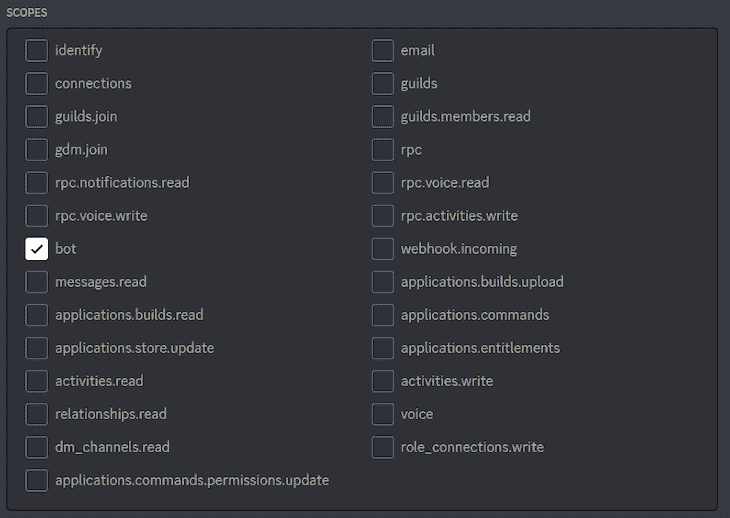 SCOPES
identify email
connections guilds
guilds.join guilds.members.read
gdm.join rpc
rpc.notifications.read rpc.voice.read
rpc.voice.write rpc.activities.write
bot webhook.incoming
messages.read applications.builds.upload
applications.builds.read applications.commands
applications.store.update applications.entitlements
activities.read activities.write
relationships.read voice
dm_channels.read role_connections.write
applications.commands.permissions.update